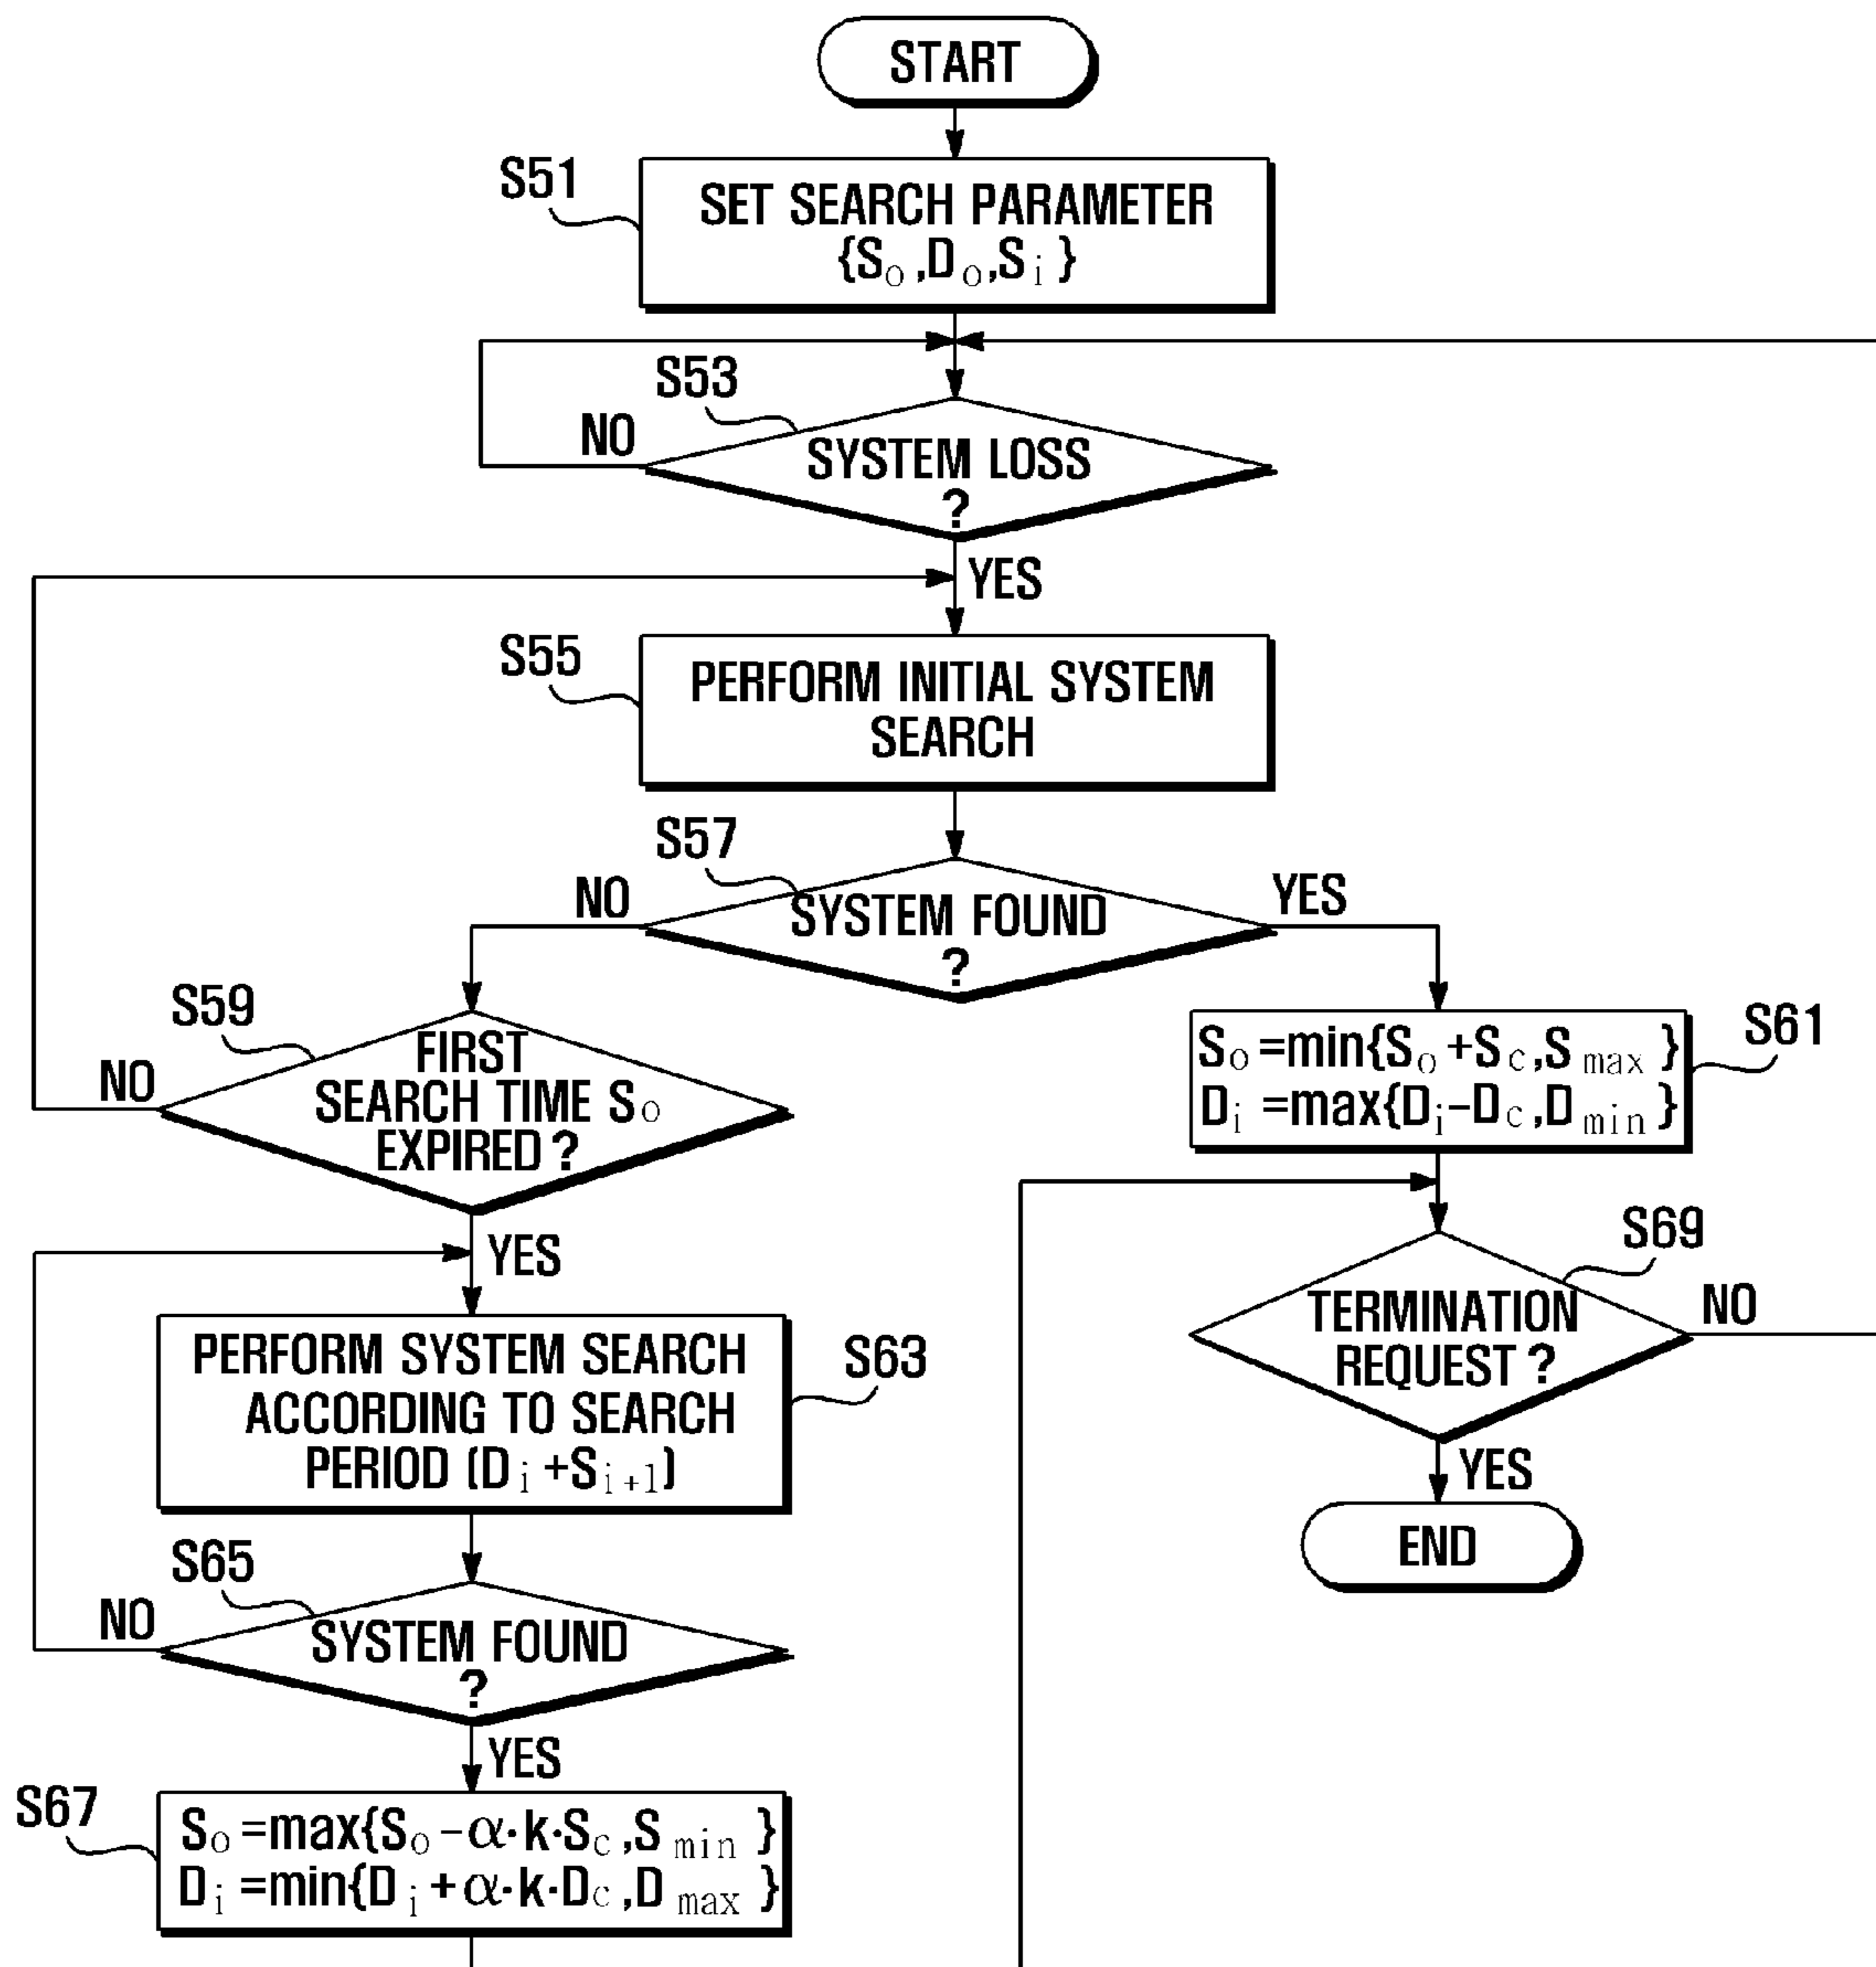 START
S51
SET SEARCH PARAMETER
{So,Do,Si}
S53
NO
SYSTEM LOSS
?
YES
S55
PERFORM INITIAL SYSTEM
SEARCH
S57
NO
YES
SYSTEM FOUND
?
S59
NO
FIRST
SEARCH TIME So
EXPIRED?
S61
So=min{So+Sc,Smax}
Di=max{Di-Dc,Dmin}
YES
S63
PERFORM SYSTEM SEARCH
ACCORDING TO SEARCH
PERIOD (Di+Si+1)
S69
NO
TERMINATION
REQUEST?
YES
END
S65
NO
SYSTEM FOUND
?
YES
S67
So=max{So-α·k·Sc,Smin}
Di=min{Di+α·k·Dc,Dmax}